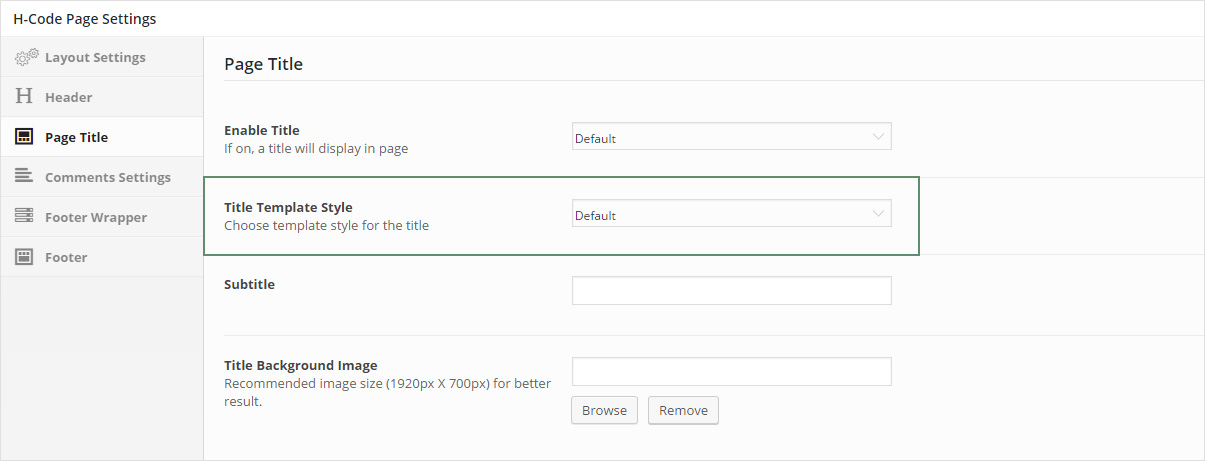 H-Code Page Settings
Layout Settings
H Header
Page Title
Comments Settings
Footer Wrapper
Footer
Page Title
Enable Title
If on, a title will display in page
Default
Title Template Style
Choose template style for the title
Default
Subtitle
Title Background Image
Recommended image size (1920px X 700px) for better
result.
Browse Remove